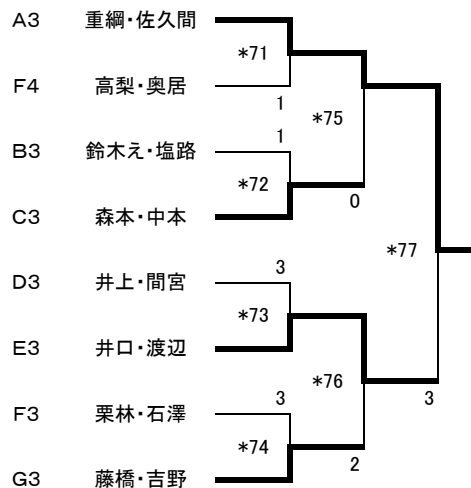 A3 重綱・佐久間
*71
F4 高梨・奥居
1
*75
1
B3 鈴木え・塩路
*72
C3 森本・中本
0
*77
D3 井上・間宮
3
*73
E3 井口・渡辺
*76
F3 栗林・石澤
3
3
*74
2
G3 藤橋・吉野